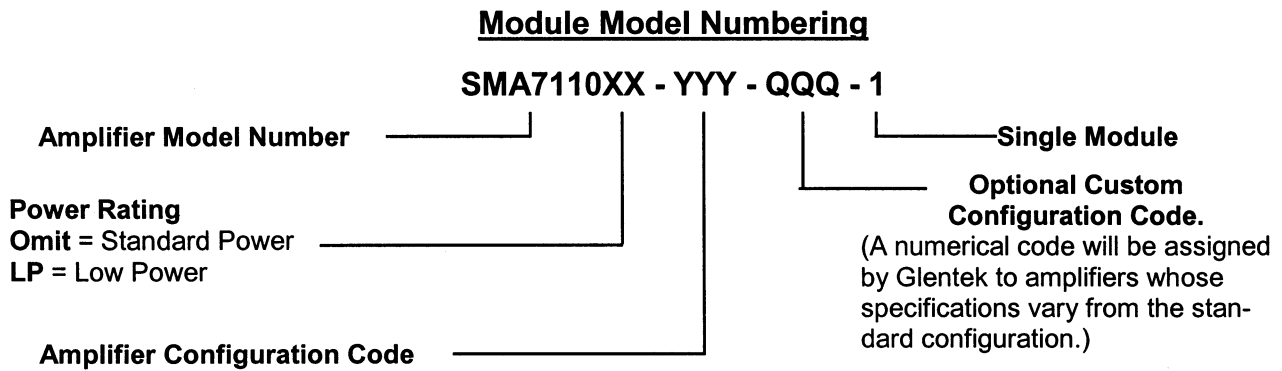 Module Model Numbering
SMA7110XX - YYY - QQQ - 1
Amplifier Model Number
Single Module
Power Rating
Omit = Standard Power
LP = Low Power
Optional Custom
Configuration Code.
(A numerical code will be assigned
by Glentek to amplifiers whose
specifications vary from the stan-
dard configuration.)
Amplifier Configuration Code